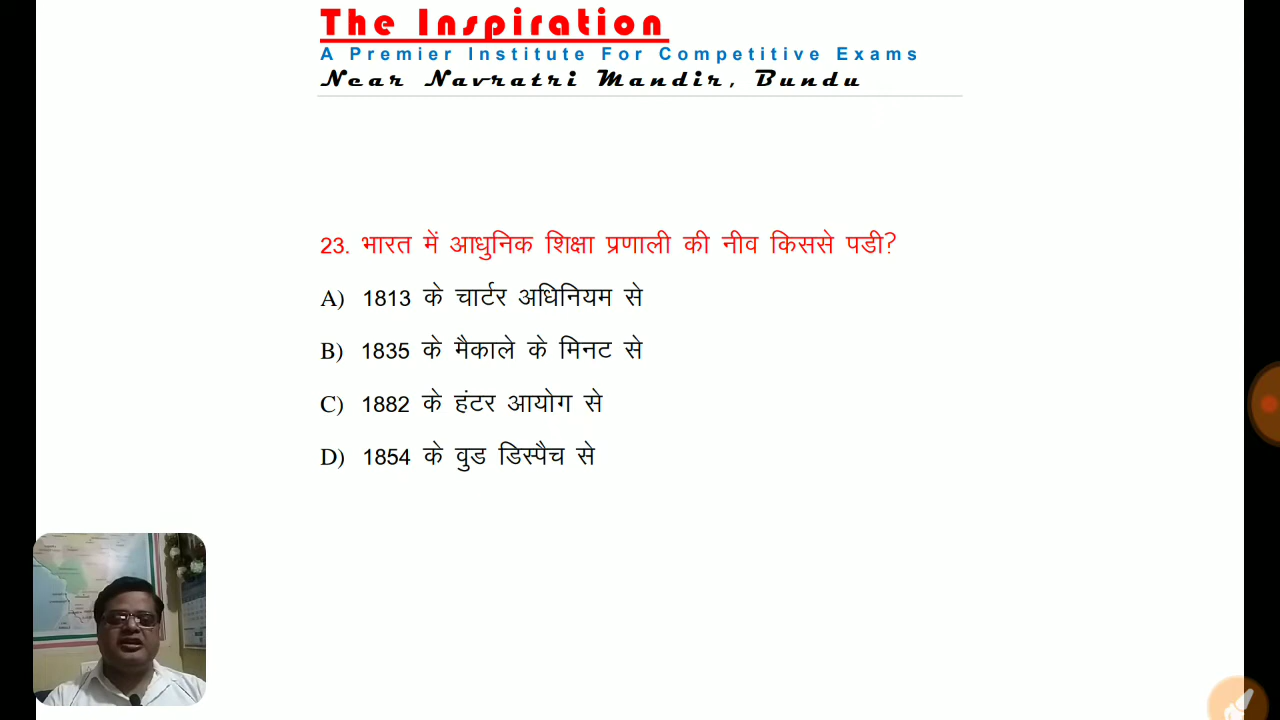 The Inspiration
A Premier Institute For Competitive Exams
Near Navratri Mandir, Bundu
23. भारत में आधुनिक शिक्षा प्रणाली की नीव किससे पडी?
A) 1813 के चार्टर अधिनियम से
B) 1835 के मैकाले के मिनट से
C) 1882 के हंटर आयोग से
D) 1854 के वुड डिस्पैच से